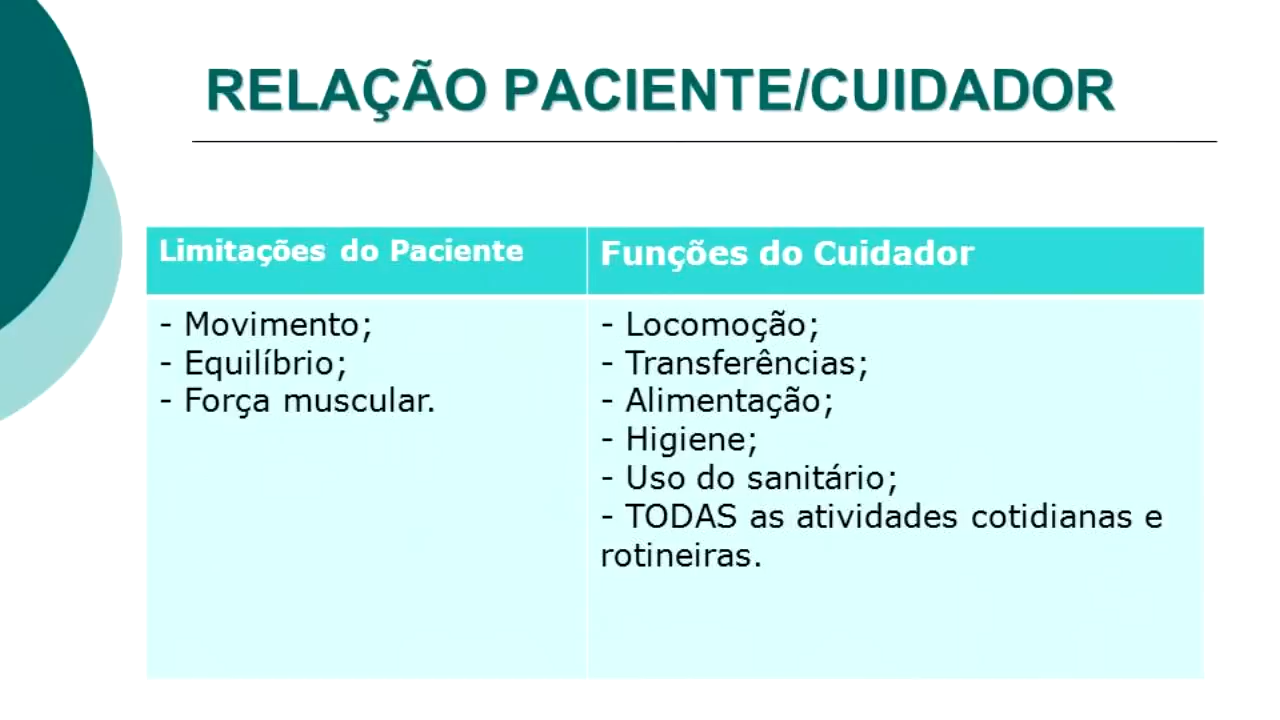 RELAÇÃO PACIENTE/CUIDADOR
Limitações do Paciente
Funções do Cuidador
- Movimento;
- Equilíbrio;
- Força muscular.
- Locomoção;
- Transferências;
- Alimentação;
- Higiene;
- Uso do sanitário;
- TODAS as atividades cotidianas e
rotineiras.